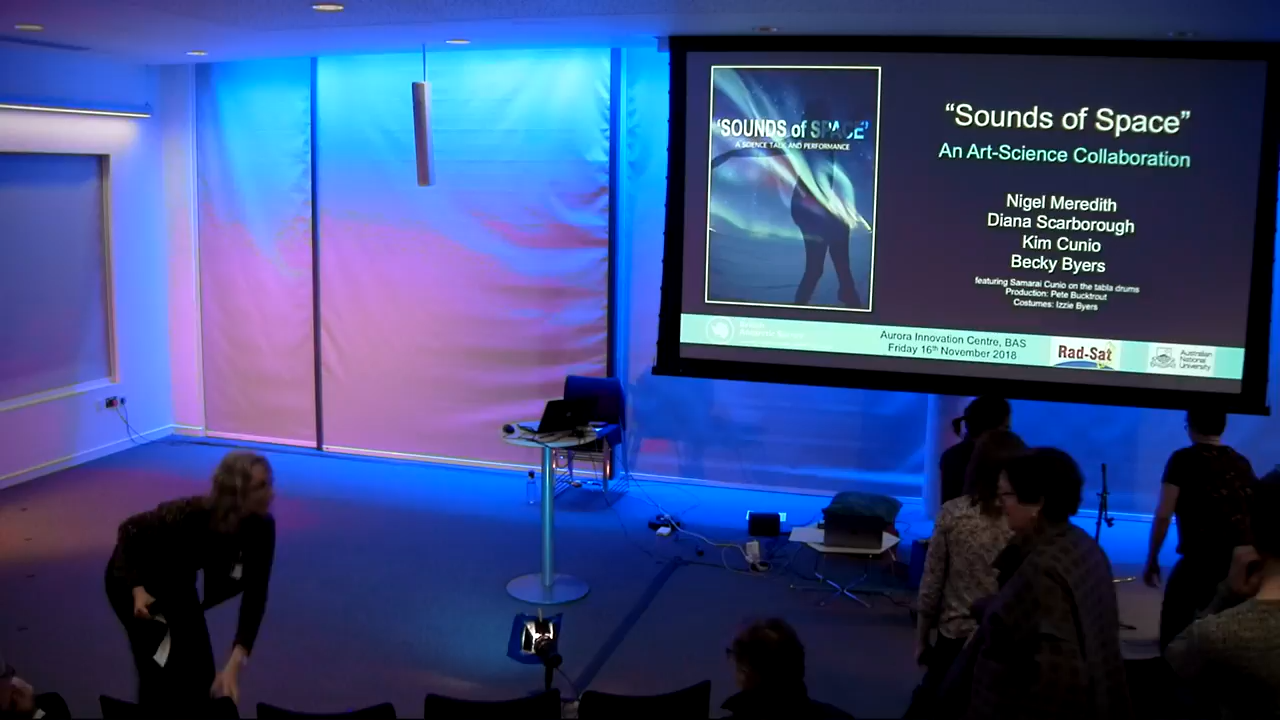 'SOUNDS of SPACE'
A SCIENCE TALK AND PERFORMANCE
“Sounds of Space”
An Art-Science Collaboration
Nigel Meredith
Diana Scarborough
Kim Cunio
Becky Byers
featuring Samarai Cunio on the tabla drums
Production: Pete Bucktrout
Costumes: Izzie Byers
Aurora Innovation Centre, BAS
Friday 16th November 2018
Rad-Sat
Australian
National
University